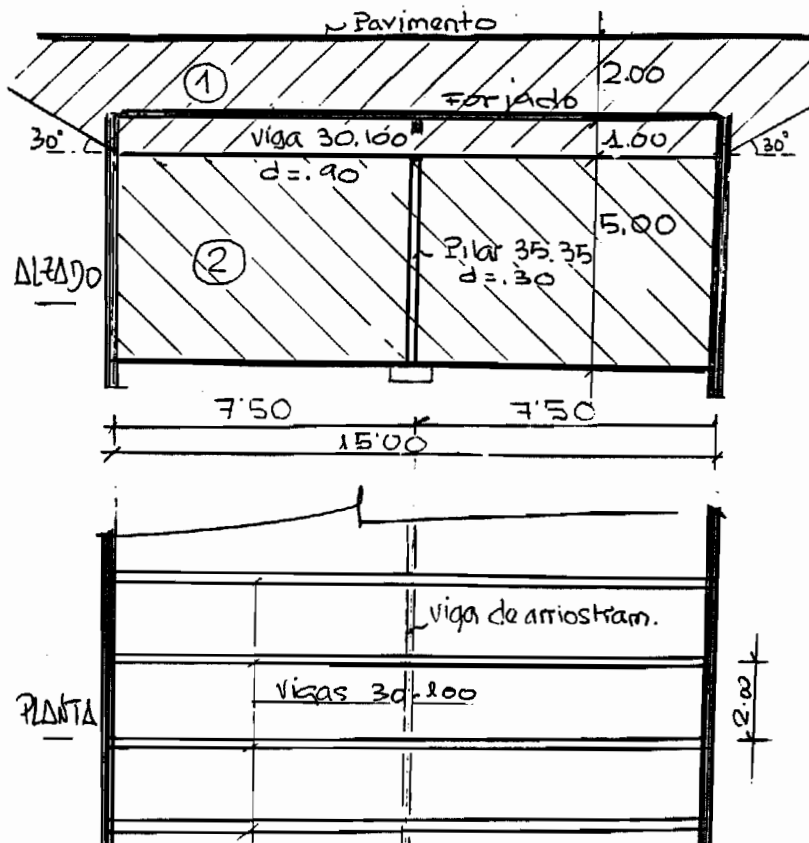 Pavimento
1
2.00
Forjado
30°
viga 30.100
1.00
30°
d=.90
5,00
2
Pilar 35.35
d=.30
ALZADO
7'50
7'50
15'00
viga de arriostram.
vigas 30.100
2.00
PLANTA